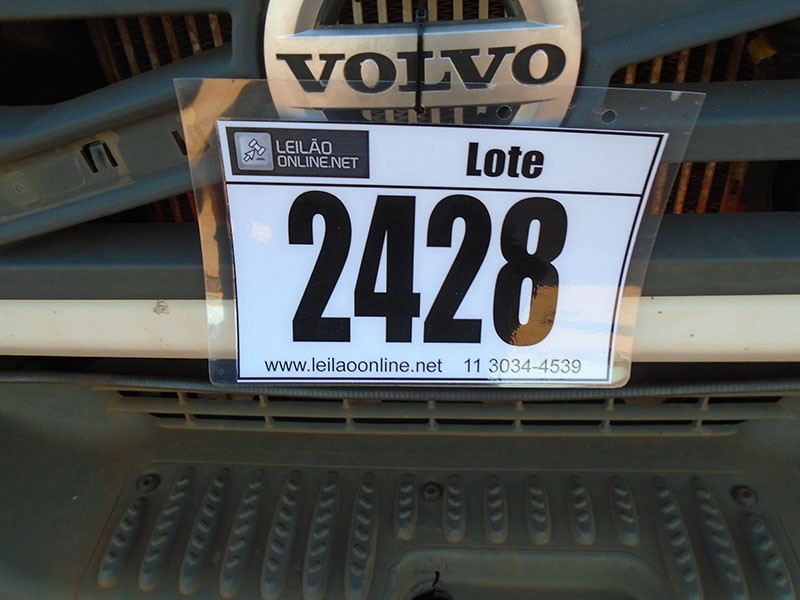 VOLVO
LEILÃO
ONLINE.NET
Lote
2428
www.leilaoonline.net 11 3034-4539